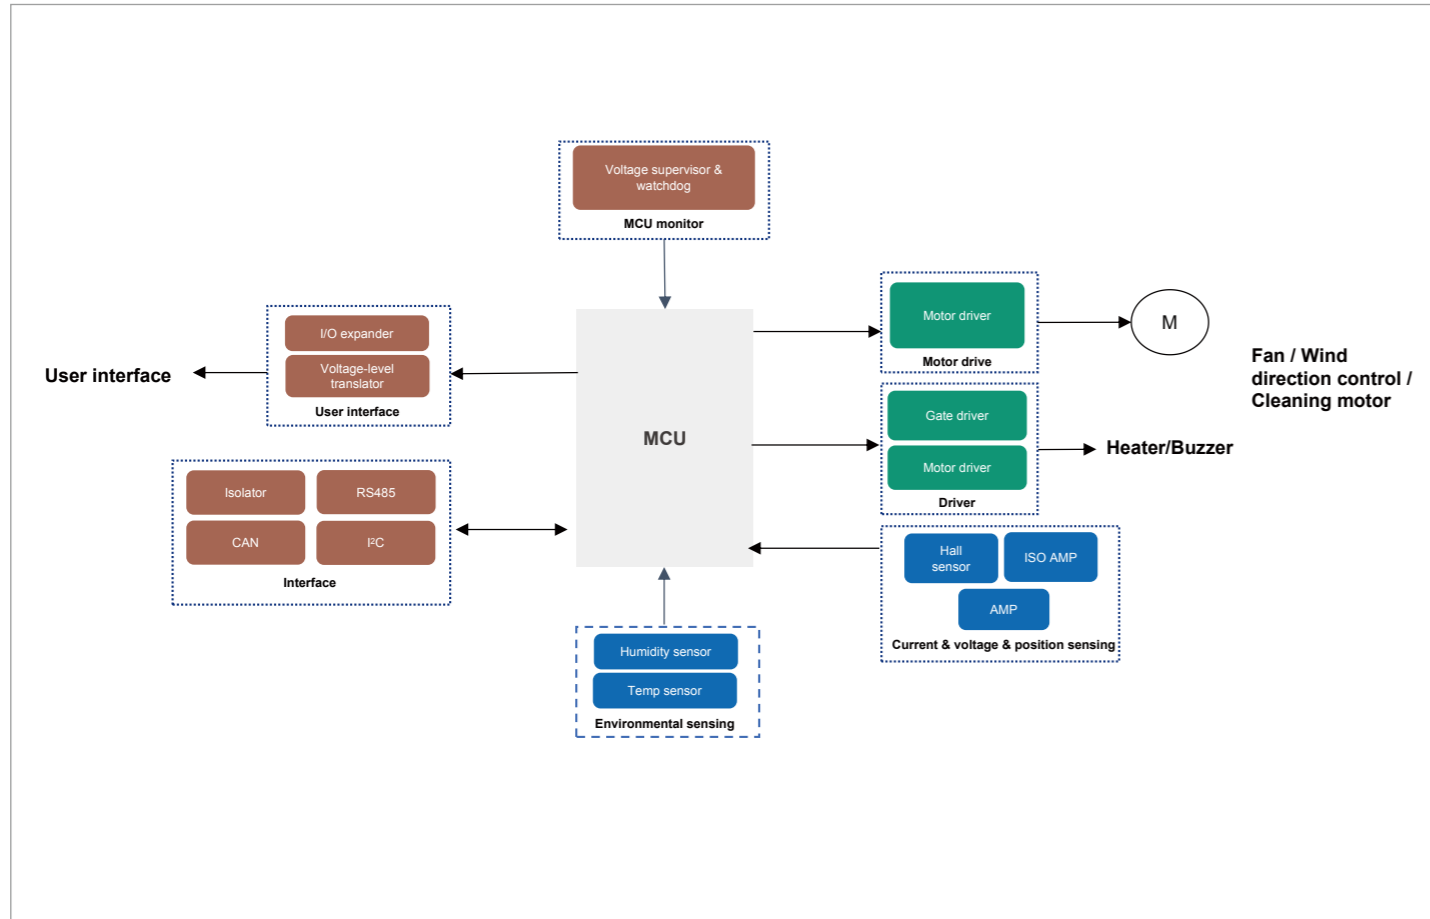 Voltage supervisor &
watchdog
MCU monitor
I/O expander
Voltage-level
translator
User interface
User interface
Isolator
RS485
CAN
I²C
Interface
MCU
Motor driver
Motor drive
M
Fan / Wind
direction control /
Cleaning motor
Gate driver
Motor driver
Driver
Heater/Buzzer
Hall
sensor
ISO AMP
AMP
Current & voltage & position sensing
Humidity sensor
Temp sensor
Environmental sensing